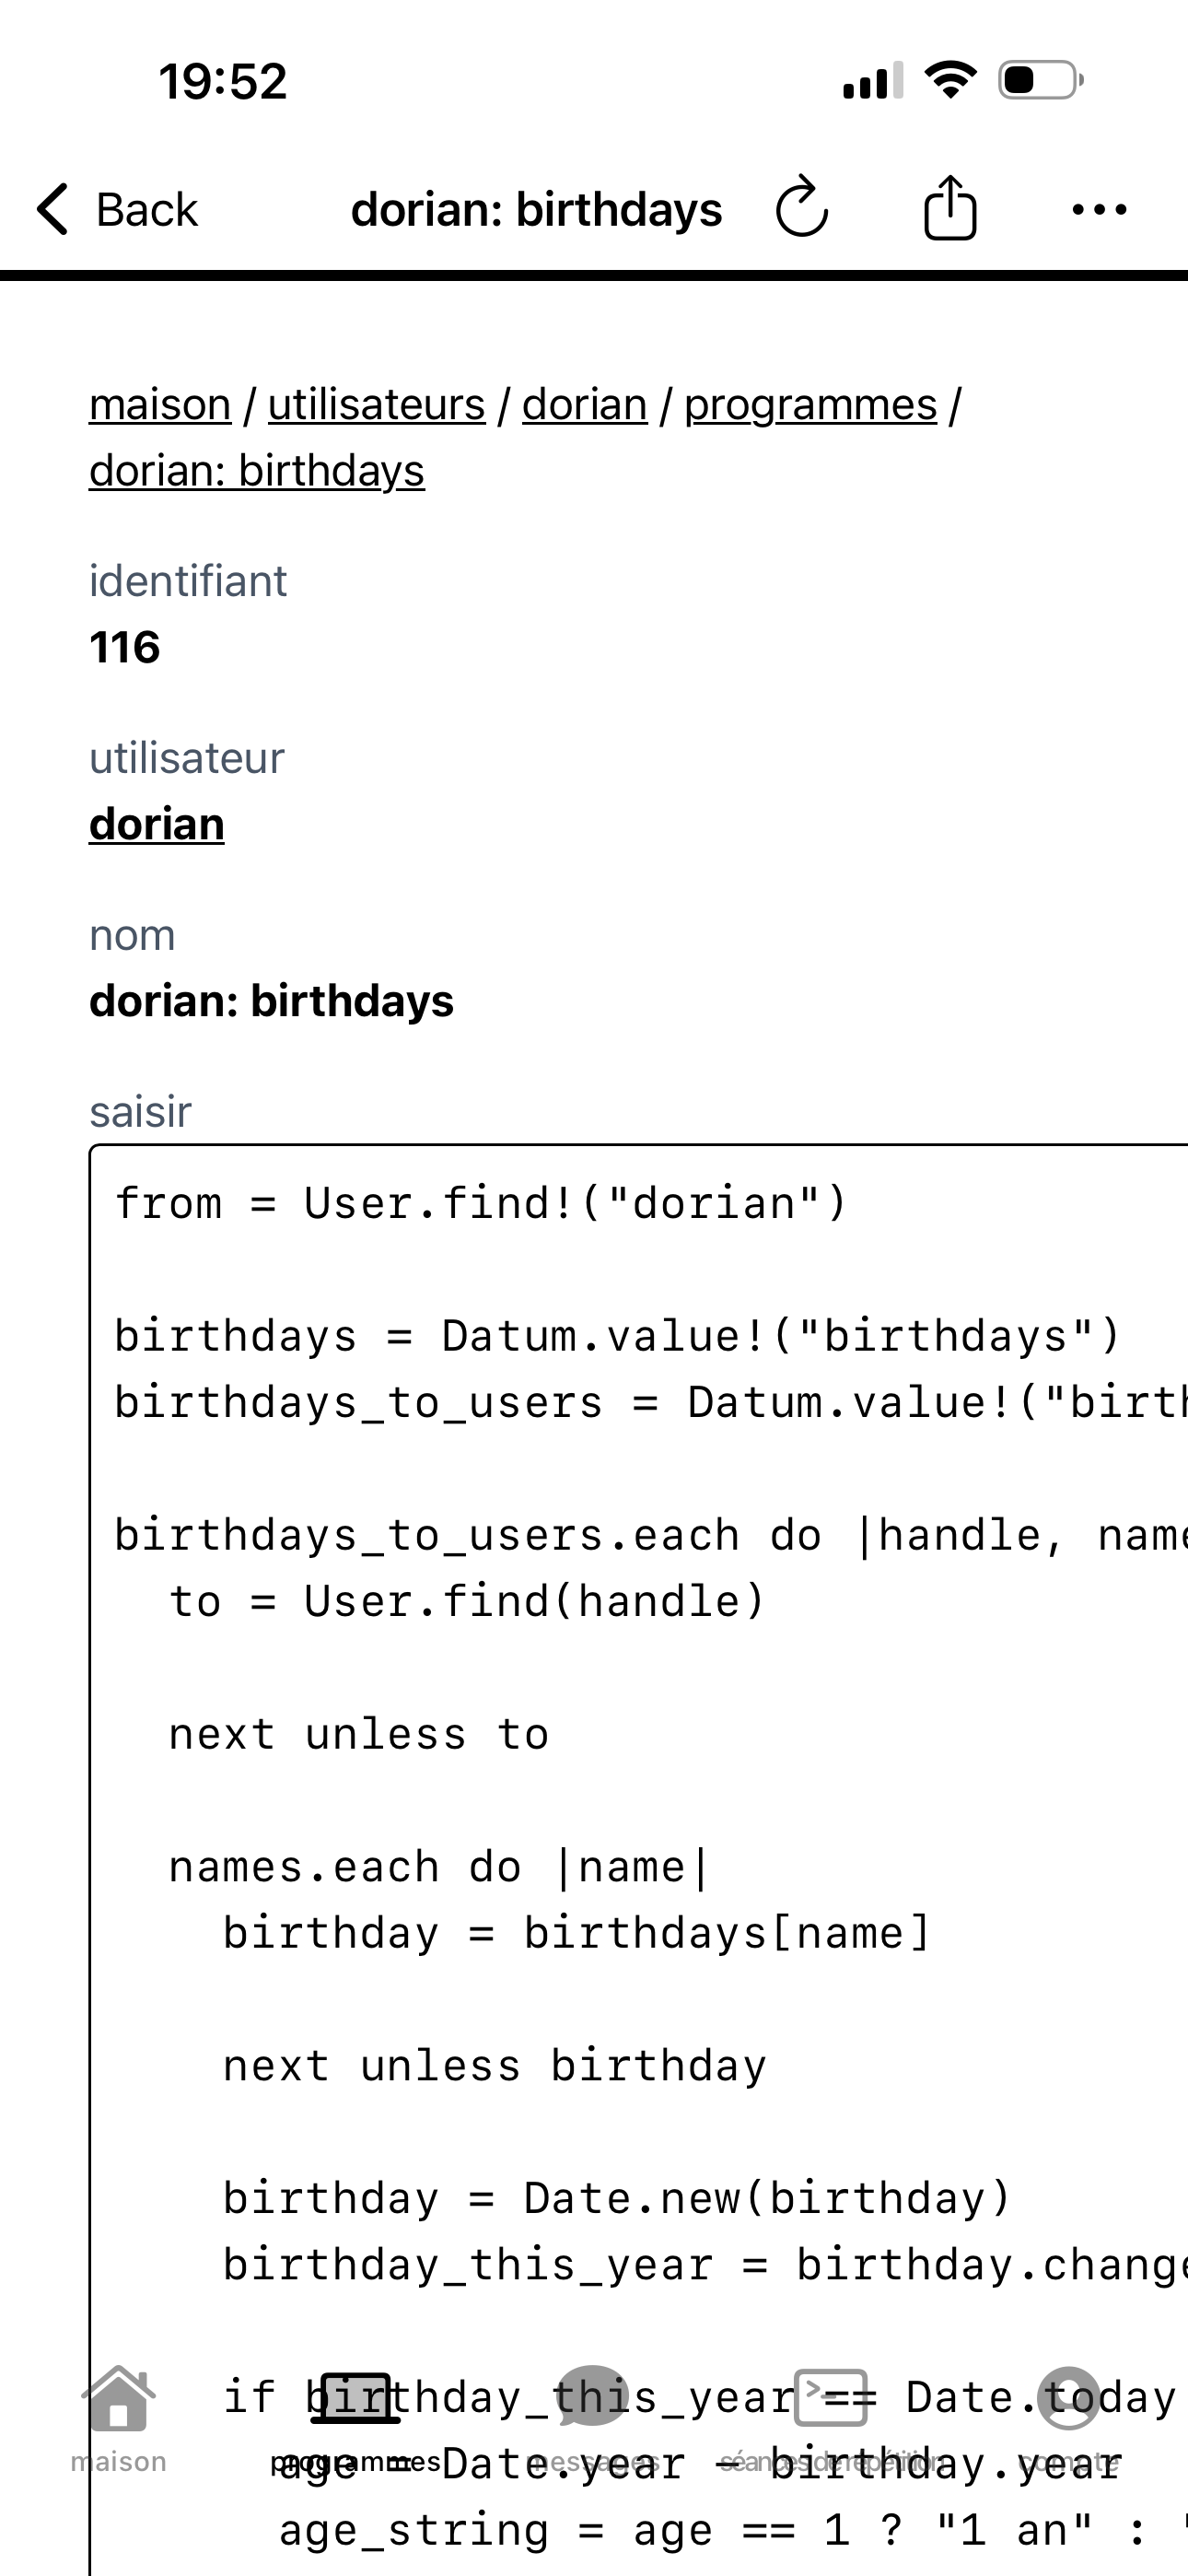 19:52
Back dorian: birthdays
maison / utilisateurs / dorian / programmes /
dorian: birthdays
identifiant
116
utilisateur
dorian
nom
dorian: birthdays
saisir
from = User.find!("dorian")
birthdays = Datum.value!("birthdays")
birthdays_to_users = Datum.value!("birth
birthdays_to_users.each do |handle, name
to = User.find(handle)
next unless to
names.each do |name|
birthday = birthdays[name]
next unless birthday
birthday = Date.new(birthday)
birthday_this_year = birthday.change
if birthday_this_year == Date.today
age = Date.year - birthday.year
maison programmes messages séances de répétition compte
age_string = age == 1 ? "1 an" : "